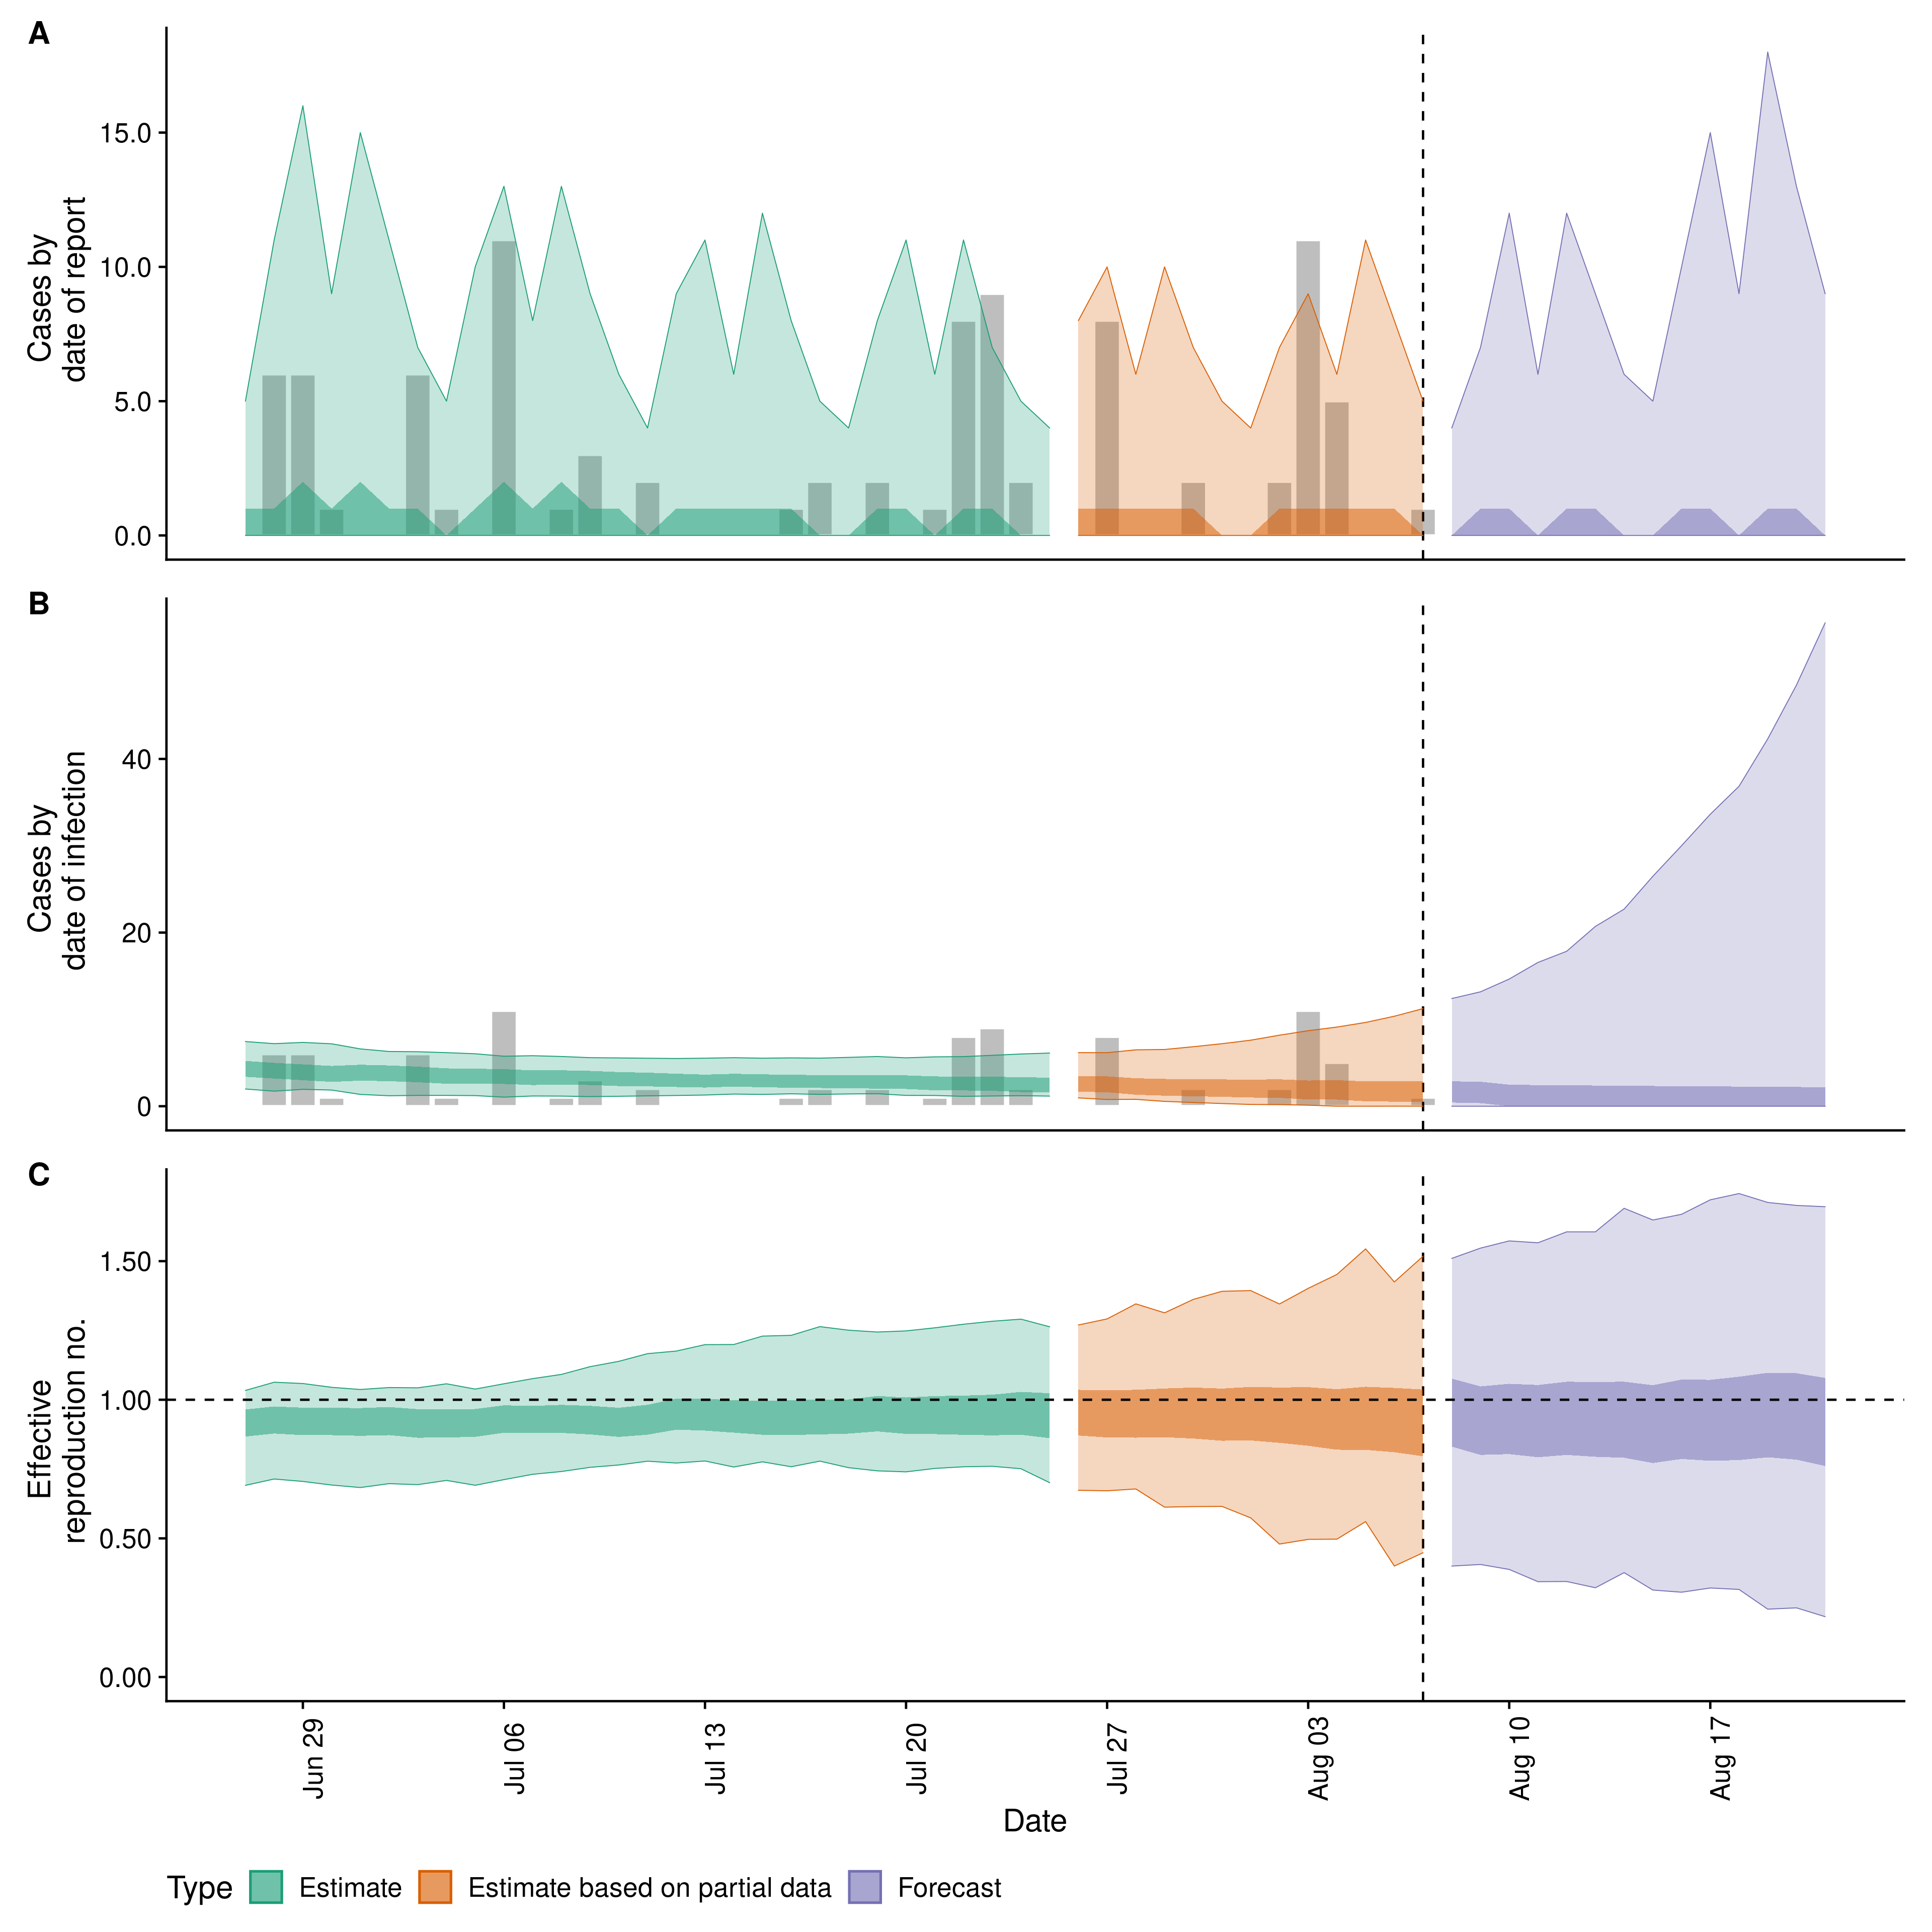 A
Cases by
date of report
15.0
10.0
5.0
0.0
B
Cases by
date of infection
40
20
0
C
Effective
reproduction no.
1.50
1.00
0.50
0.00
Jun 29
Jul 06
Jul 13
Jul 20
Jul 27
Aug 03
Aug 10
Aug 17
Date
Type Estimate Estimate based on partial data Forecast